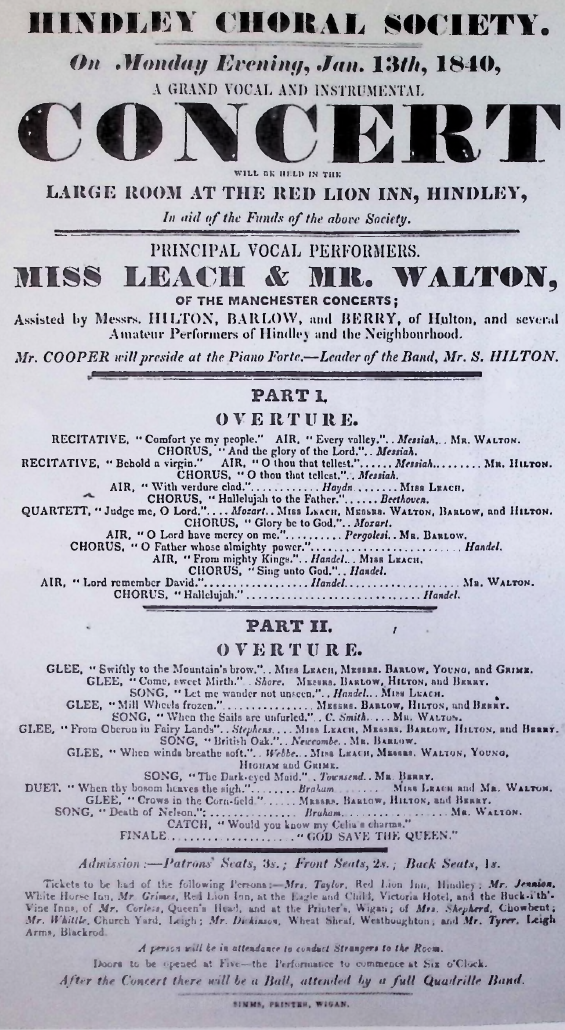 HINDLEY CHORAL SOCIETY.
On Monday Evening, Jan. 13th, 1840,
A GRAND VOCAL AND INSTRUMENTAL
CONCERT
WILL BE HELD IN THE
LARGE ROOM AT THE RED LION INN, HINDLEY,
In aid of the Funds of the above Society.
PRINCIPAL VOCAL PERFORMERS.
MISS LEACH & MR. WALTON,
OF THE MANCHESTER CONCERTS;
Assisted by Messrs. HILTON, BARLOW, and BERRY, of Hulton, and several
Amateur Performers of Hindley and the Neighbourhood.
Mr. COOPER will preside at the Piano Forte.—Leader of the Band, Mr. S. HILTON.
PART I.
OVERTURE.
RECITATIVE, "Comfort ye my people." AIR, "Every valley."..Messiah...MR. WALTON.
CHORUS, "And the glory of the Lord."..Messiah.
RECITATIVE, "Behold a virgin." AIR, "O thou that tellest."......Messiah.........MR. HILTON.
CHORUS, "O thou that tellest."..Messiah.
AIR, "With verdure clad."..........Haydn.......MISS LEACH.
CHORUS, "Hallelujah to the Father."......Beethoven.
QUARTETT, "Judge me, O Lord."....Mozart..MISS LEACH, MESSRS. WALTON, BARLOW, and HILTON.
CHORUS, "Glory be to God."..Mozart.
AIR, "O Lord have mercy on me."..........Pergolesi..MR. BARLOW.
CHORUS, "O Father whose almighty power."............................Handel.
AIR, "From mighty Kings."..Handel..MISS LEACH.
CHORUS, "Sing unto God."..Handel.
AIR, "Lord remember David."....................Handel......................MR. WALTON.
CHORUS, "Hallelujah."................................Handel.
PART II.
OVERTURE.
GLEE, "Swiftly to the Mountain's brow."..MISS LEACH, MESSRS. BARLOW, YOUNG, and GRIME.
GLEE, "Come, sweet Mirth."..Shore. MESSRS. BARLOW, HILTON, and BERRY.
SONG, "Let me wander not unseen."..Handel...MISS LEACH.
GLEE, "Mill Wheels frozen."................MESSRS. BARLOW, HILTON, and BERRY.
SONG, "When the Sails are unfurled."..C. Smith....MR. WALTON.
GLEE, "From Oberon in Fairy Lands"..Stephens....MISS LEACH, MESSRS. BARLOW, HILTON, and BERRY.
SONG, "British Oak."..Newcombe..MR. BARLOW.
GLEE, "When winds breathe soft."..Webbe...MISS LEACH, MESSRS. WALTON, YOUNG,
HIGHAM and GRIME.
SONG, "The Dark-eyed Maid."..Townsend..MR. BERRY.
DUET, "When thy bosom heaves the sigh."........Braham..........MISS LEACH and MR. WALTON.
GLEE, "Crows in the Corn-field."......MESSRS. BARLOW, HILTON, and BERRY.
SONG, "Death of Nelson.".................Braham...................MR. WALTON.
CATCH, "Would you know my Celia's charms."
FINALE..................."GOD SAVE THE QUEEN."
Admission:—Patrons' Seats, 3s.; Front Seats, 2s.; Back Seats, 1s.
Tickets to be had of the following Persons:—Mrs. Taylor, Red Lion Inn, Hindley; Mr. Jennion,
White Horse Inn, Mr. Grimes, Red Lion Inn, at the Eagle and Child, Victoria Hotel, and the Buck-i'th'-
Vine Inns, of Mr. Corless, Queen's Head, and at the Printer's, Wigan; of Mrs. Shepherd, Chowbent;
Mr. Whittle, Church Yard, Leigh; Mr. Dickinson, Wheat Sheaf, Westhoughton; and Mr. Tyrer, Leigh
Arms, Blackrod.
A person will be in attendance to conduct Strangers to the Room.
Doors to be opened at Five—the Performance to commence at Six o'Clock.
After the Concert there will be a Ball, attended by a full Quadrille Band.
SIMMS, PRINTER, WIGAN.